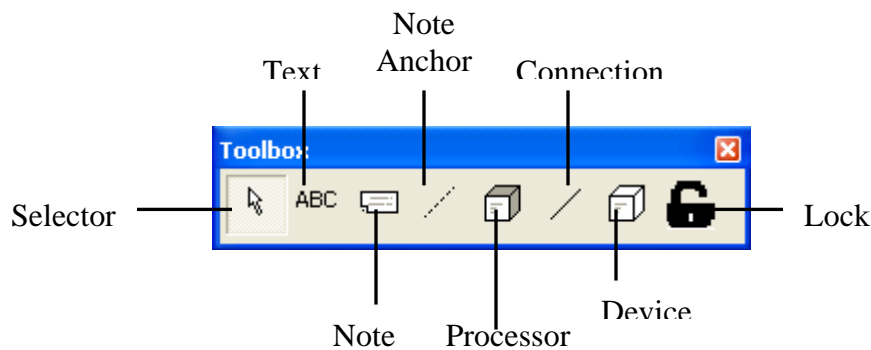 Note
Anchor
Text
Connection
Toolbox
ABC
Selector
Lock
Device
Note
Processor